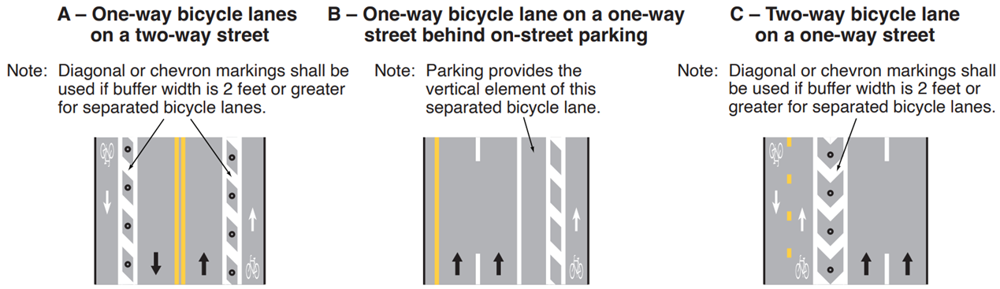 A – One-way bicycle lanes
on a two-way street
Note: Diagonal or chevron markings shall be
used if buffer width is 2 feet or greater
for separated bicycle lanes.
B – One-way bicycle lane on a one-way
street behind on-street parking
Note: Parking provides the
vertical element of this
separated bicycle lane.
C – Two-way bicycle lane
on a one-way street
Note: Diagonal or chevron markings shall
be used if buffer width is 2 feet or
greater for separated bicycle lanes.